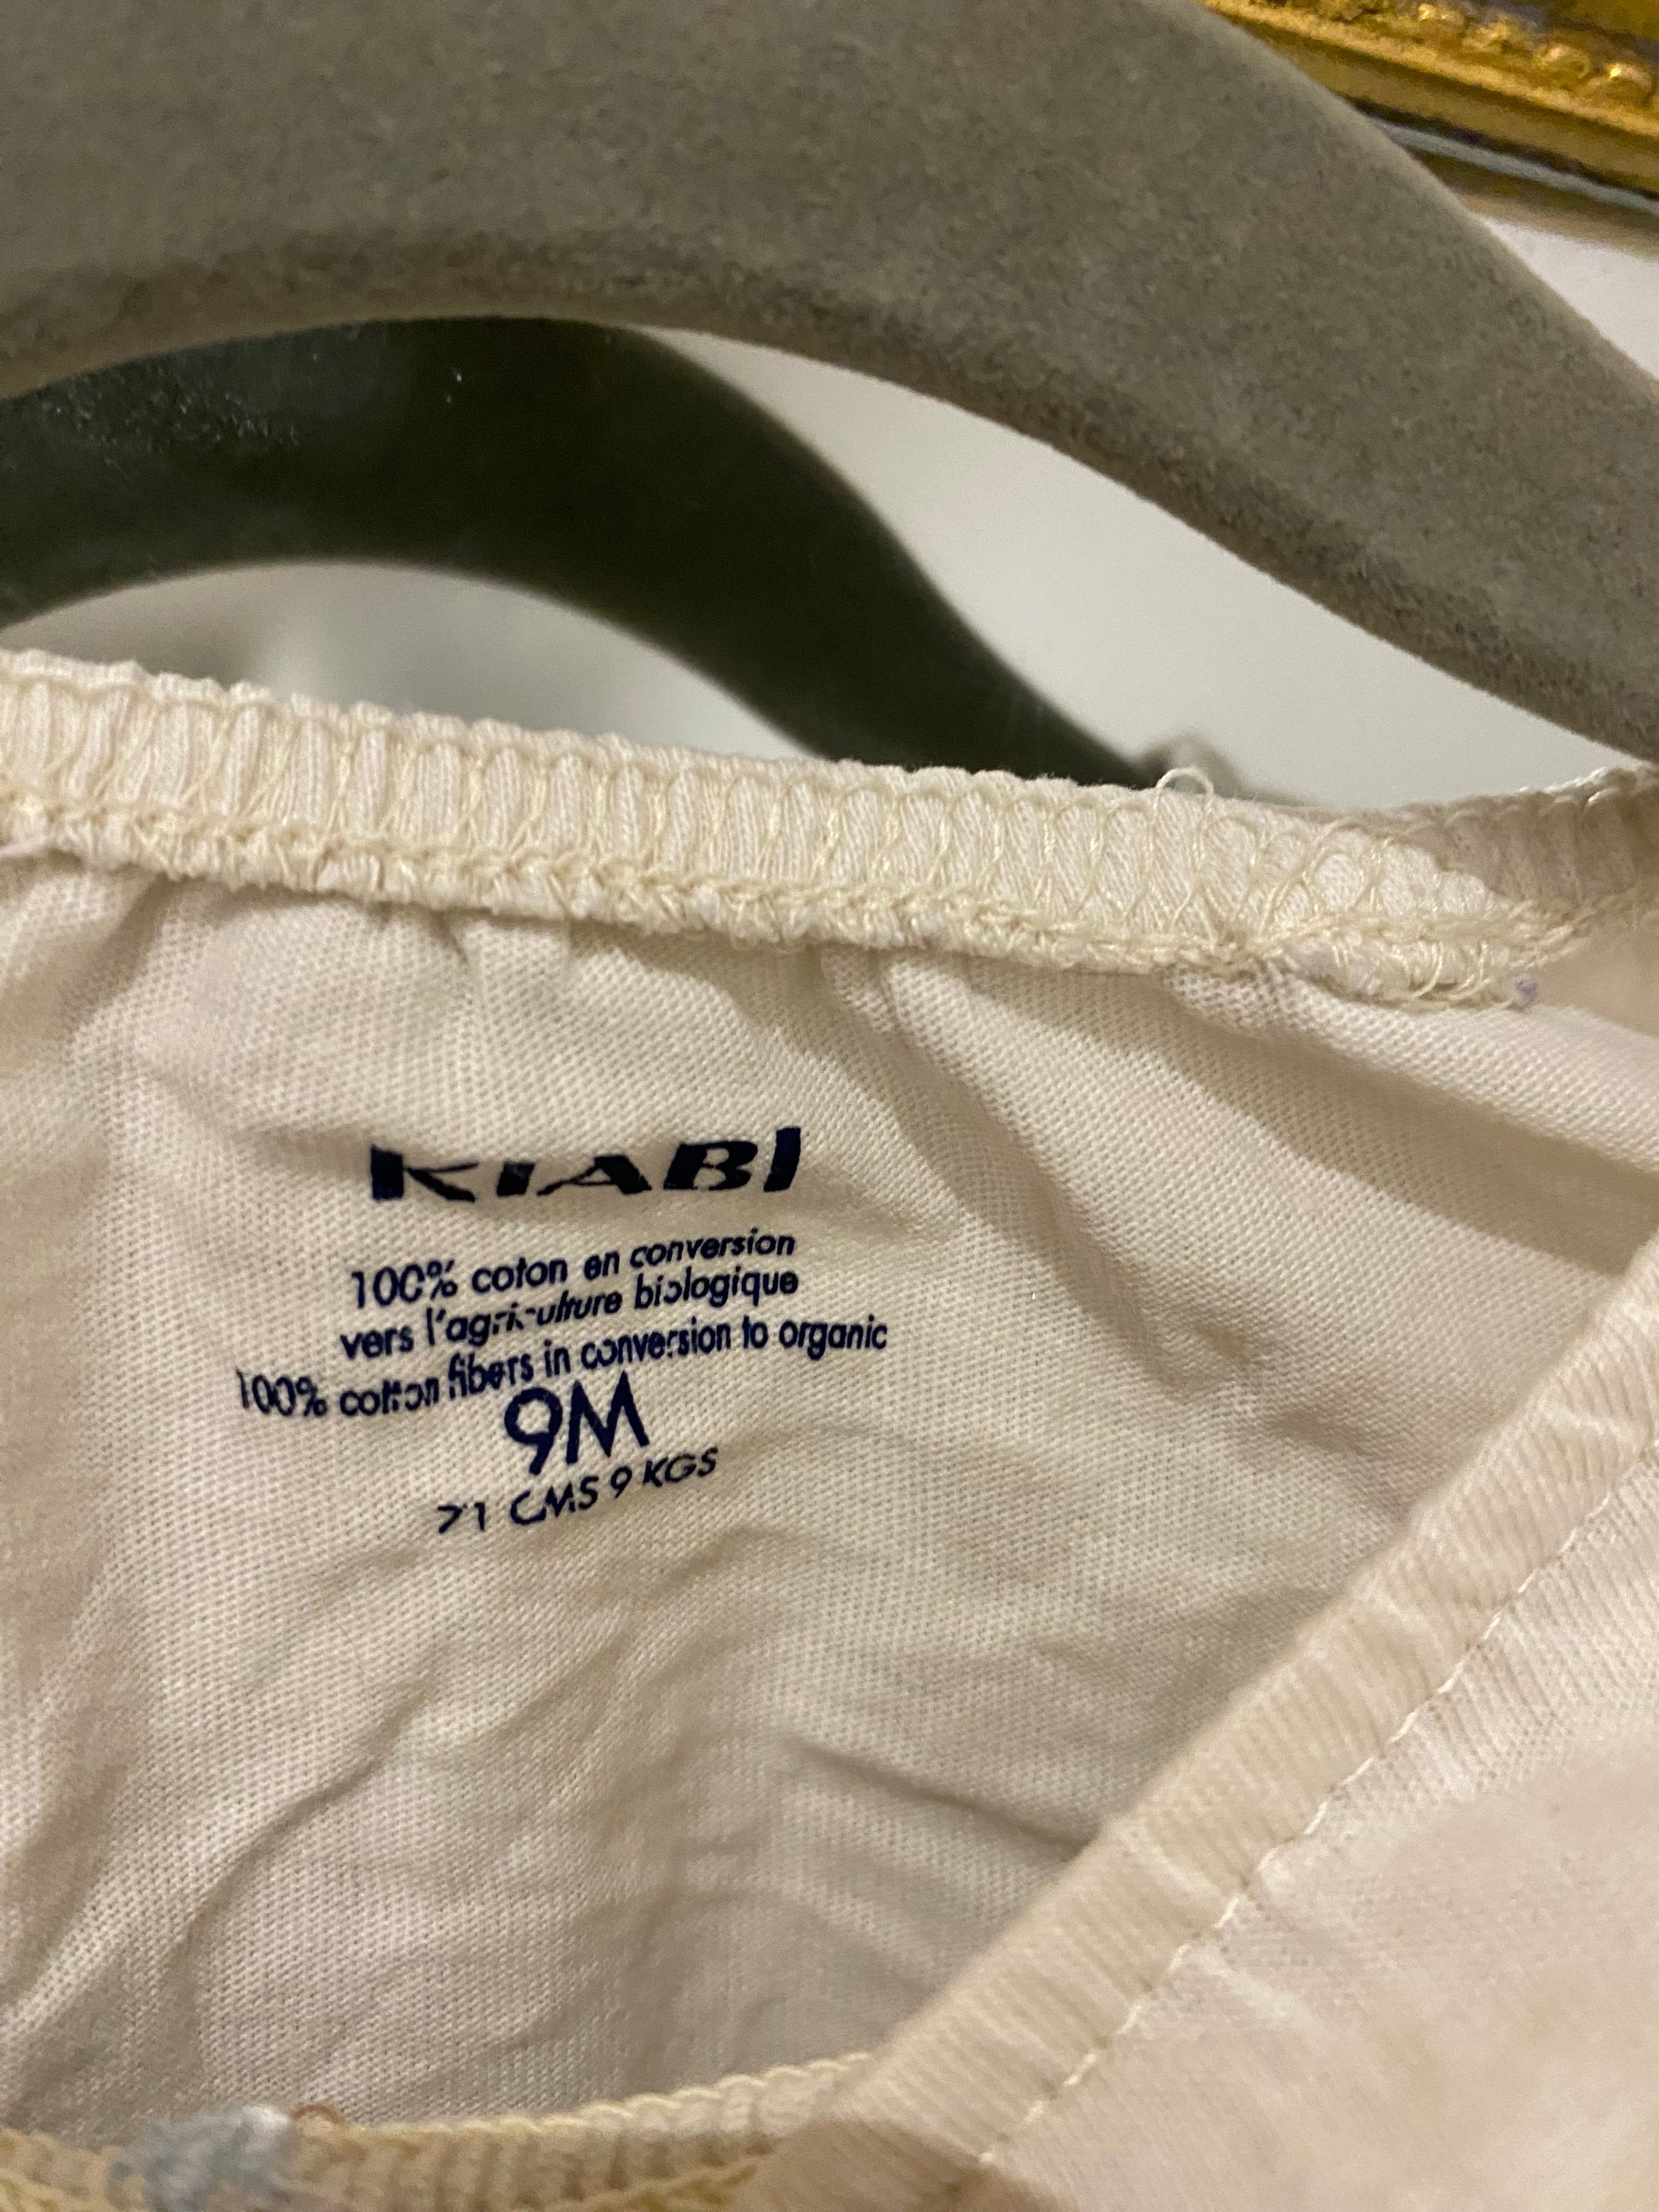 KIABI
100% coton en conversion
vers l'agriculture biologique
100% cotton fibers in conversion to organic
9M
71 CMS 9 KGS